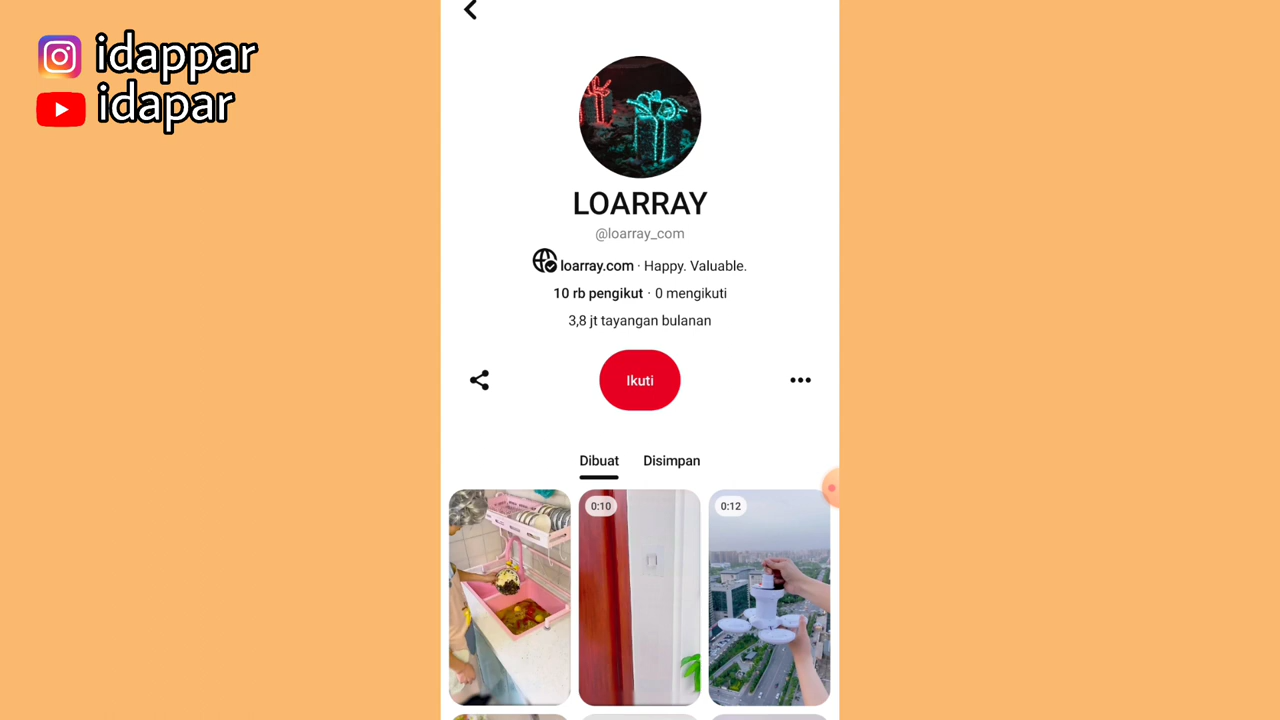 idappar
idapar
LOARRAY
@loarray_com
loarray.com · Happy. Valuable.
10 rb pengikut · 0 mengikuti
3,8 jt tayangan bulanan
Ikuti
Dibuat Disimpan
0:10 0:12